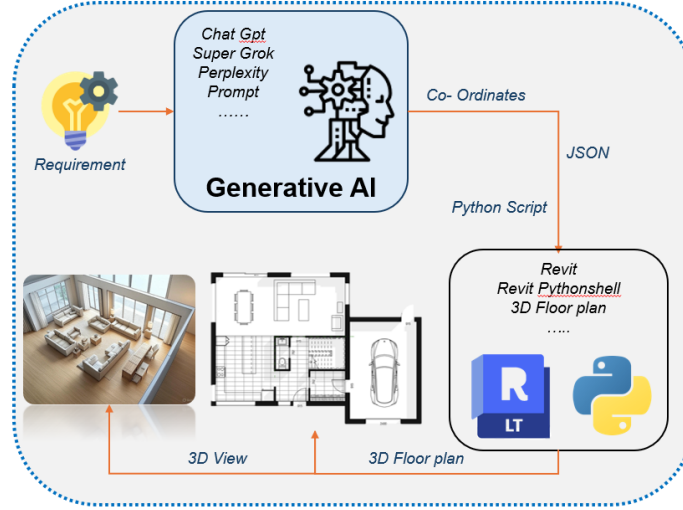 Chat Gpt
Super Grok
Perplexity
Prompt
……
Generative AI
Requirement
Co- Ordinates
JSON
Python Script
Revit
Revit Pythonshell
3D Floor plan
…..
R
LT
3D View
3D Floor plan